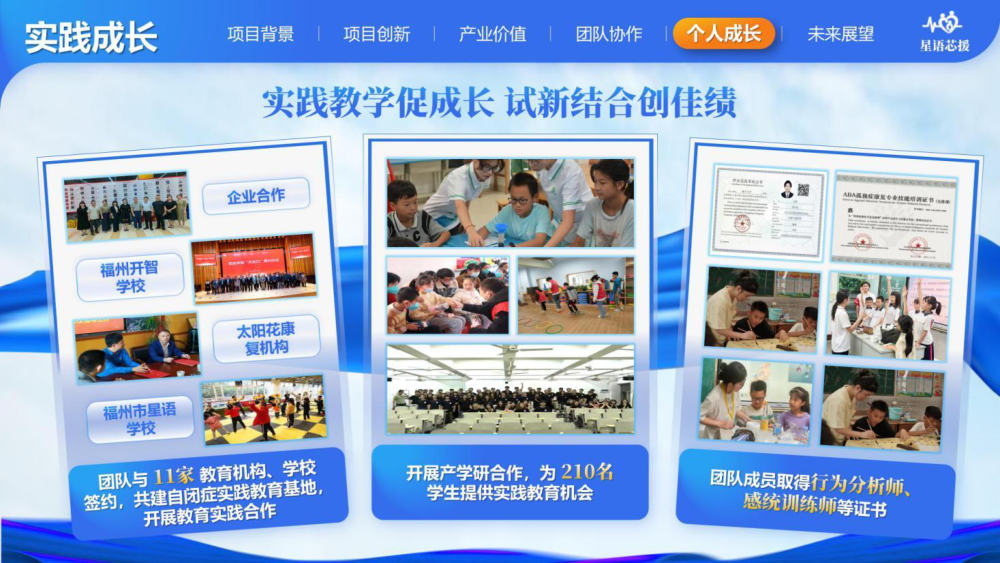 实践成长
项目背景
项目创新
产业价值
团队协作
个人成长
未来展望
星语芯援
实践教学促成长 试新结合创佳绩
企业合作
福州开智
学校
太阳花康
复机构
福州市星语
学校
团队与 11家 教育机构、学校
签约，共建自闭症实践教育基地，
开展教育实践合作
开展产学研合作，为 210名
学生提供实践教育机会
ABA孤独症康复专业技能培训证书
团队成员取得行为分析师、
感统训练师等证书